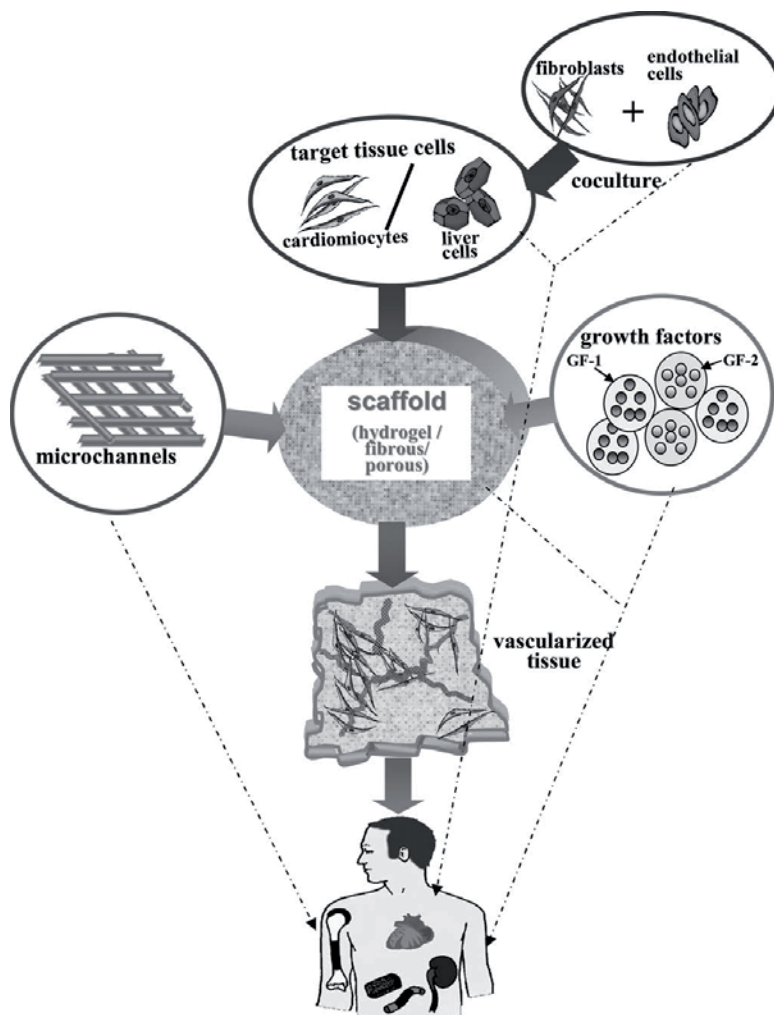 fibroblasts
endothelial
cells
+
coculture
target tissue cells
cardiomiocytes
liver
cells
microchannels
scaffold
(hydrogel /
fibrous/
porous)
growth factors
GF-1
GF-2
vascularized
tissue